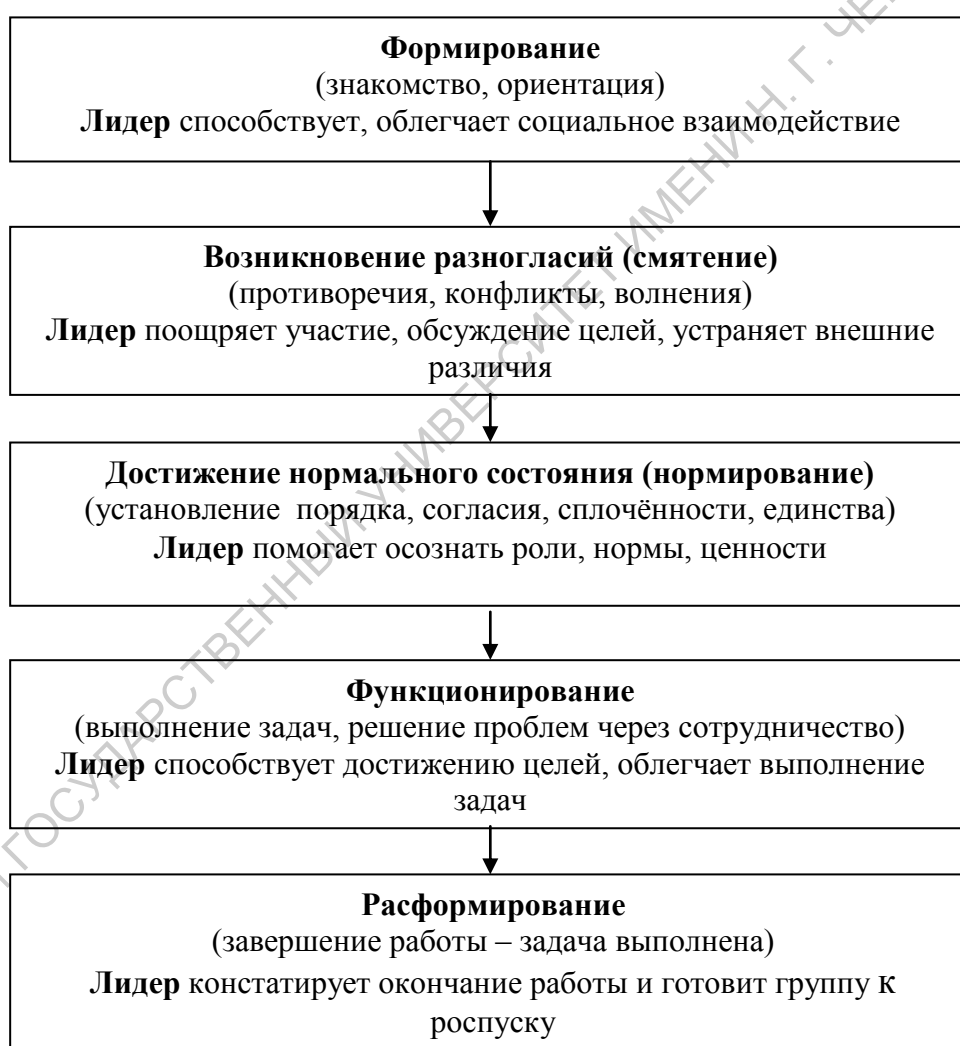 Формирование
(знакомство, ориентация)
Лидер способствует, облегчает социальное взаимодействие
Возникновение разногласий (смятение)
(противоречия, конфликты, волнения)
Лидер поощряет участие, обсуждение целей, устраняет внешние
различия
Достижение нормального состояния (нормирование)
(установление порядка, согласия, сплочённости, единства)
Лидер помогает осознать роли, нормы, ценности
Функционирование
(выполнение задач, решение проблем через сотрудничество)
Лидер способствует достижению целей, облегчает выполнение
задач
Расформирование
(завершение работы – задача выполнена)
Лидер констатирует окончание работы и готовит группу к
роспуску
ГОСУДАРСТВЕННЫЙ УНИВЕРСИТЕТ ИМЕНИ Н. Г.